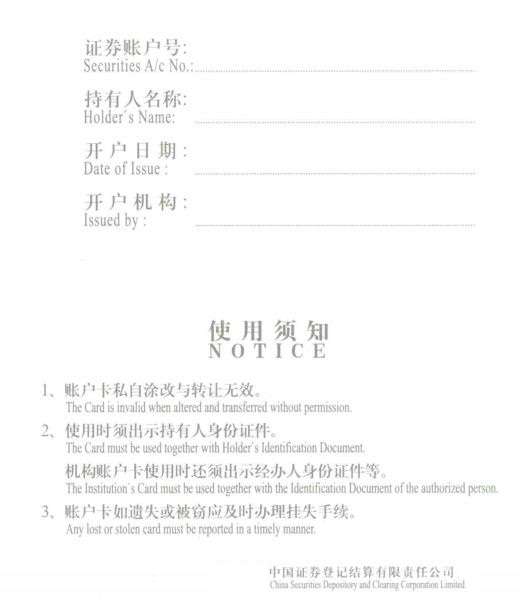 证券账户号:
Securities A/c No.:
持有人名称:
Holder's Name:
开户日期:
Date of Issue :
开户机构:
Issued by :
使用须知
NOTICE
1、账户卡私自涂改与转让无效。
The Card is invalid when altered and transferred without permission.
2、使用时须出示持有人身份证件。
The Card must be used together with Holder's Identification Document.
机构账户卡使用时还须出示经办人身份证件等。
The Institution's Card must be used together with the Identification Document of the authorized person.
3、账户卡如遗失或被窃应及时办理挂失手续。
Any lost or stolen card must be reported in a timely manner.
中国证券登记结算有限责任公司
China Securities Depository and Clearing Corporation Limited